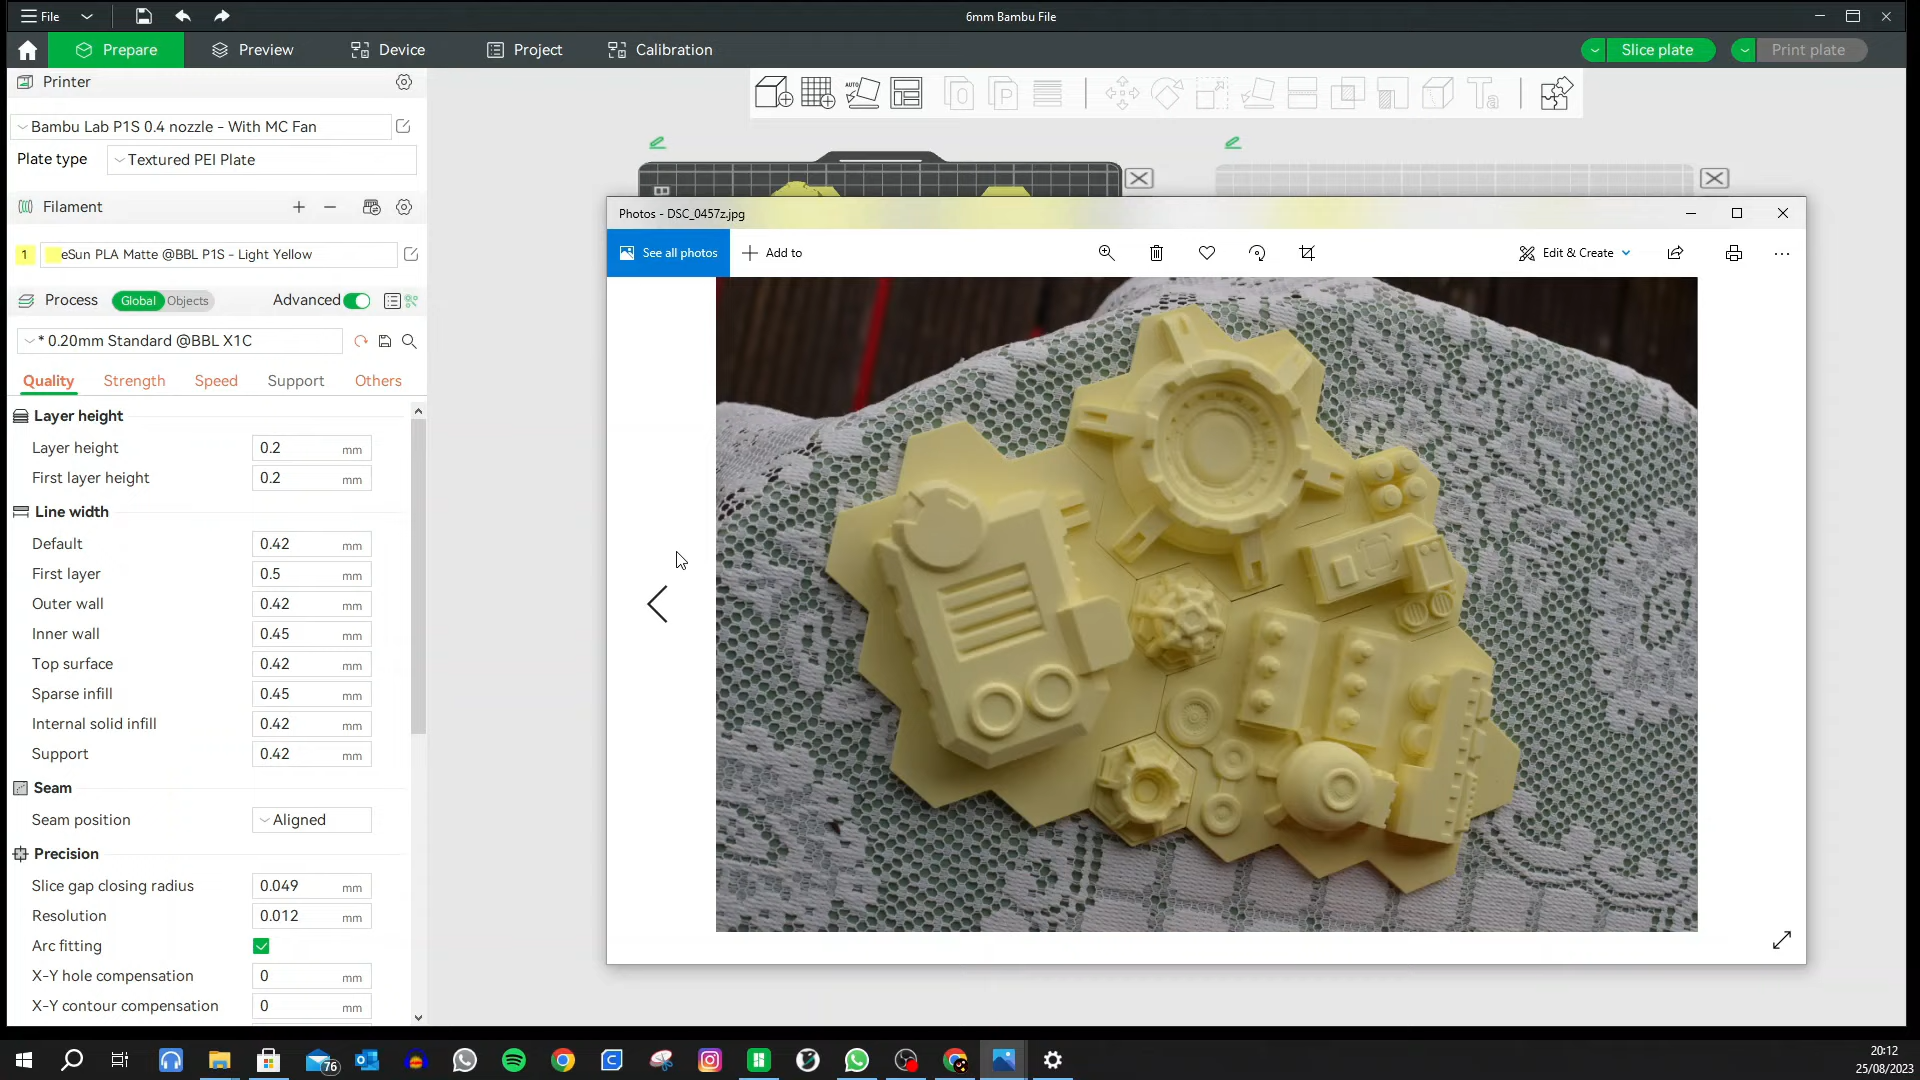 File
6mm Bambu File
Prepare
Preview
Device
Project
Calibration
Slice plate
Print plate
Printer
Bambu Lab P1S 0.4 nozzle - With MC Fan
Plate type
Textured PEI Plate
Filament
1
eSun PLA Matte @BBL P1S - Light Yellow
Process
Global
Objects
Advanced
* 0.20mm Standard @BBL X1C
Quality
Strength
Speed
Support
Others
Layer height
Layer height 0.2 mm
First layer height 0.2 mm
Line width
Default 0.42 mm
First layer 0.5 mm
Outer wall 0.42 mm
Inner wall 0.45 mm
Top surface 0.42 mm
Sparse infill 0.45 mm
Internal solid infill 0.42 mm
Support 0.42 mm
Seam
Seam position Aligned
Precision
Slice gap closing radius 0.049 mm
Resolution 0.012 mm
Arc fitting
X-Y hole compensation 0 mm
X-Y contour compensation 0 mm
AUTO
O
P
Ta
Photos - DSC_0457z.jpg
See all photos
Add to
Edit & Create
76
20:12
25/08/2023